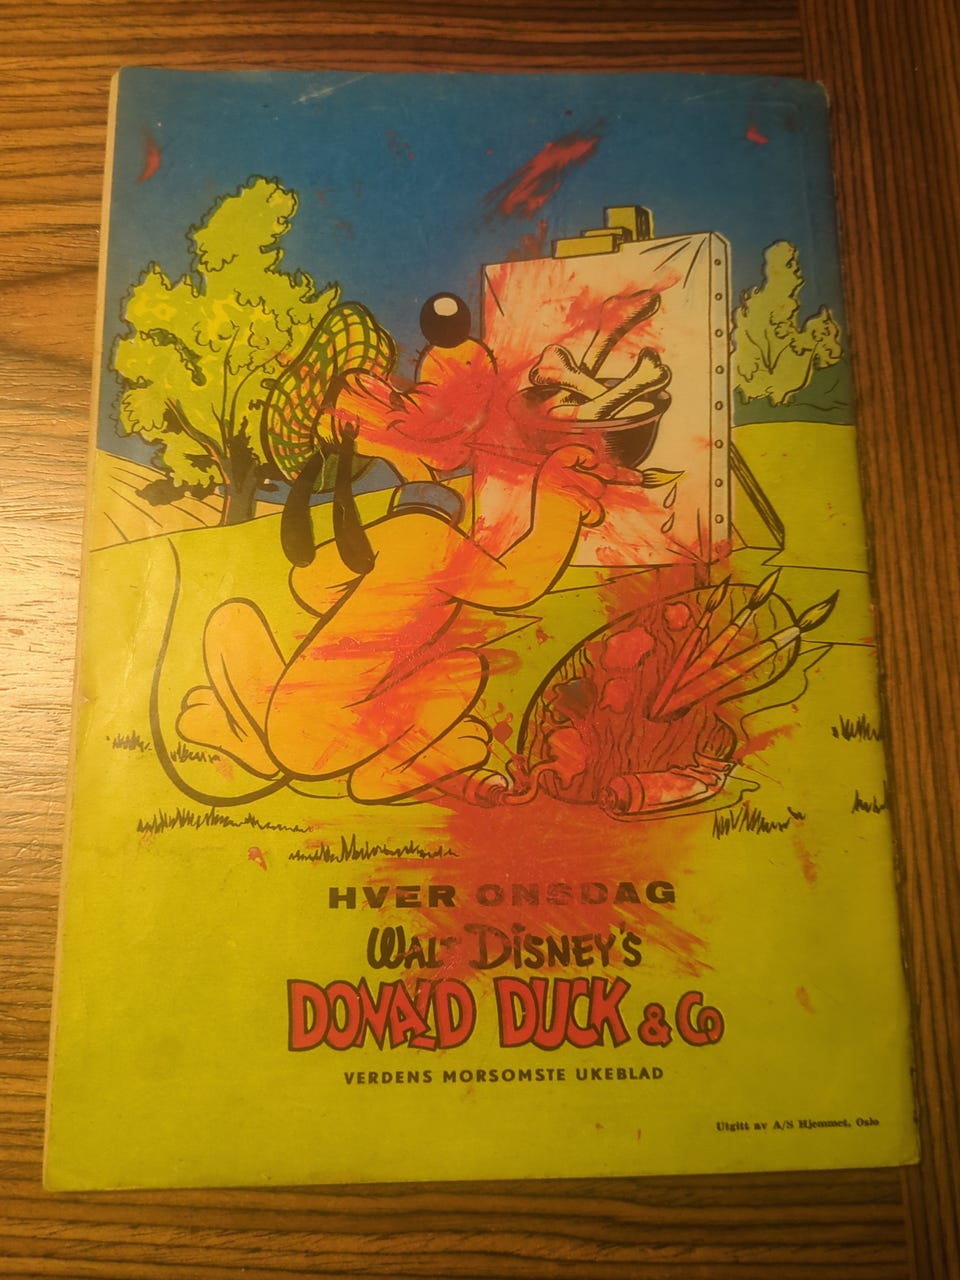 HVER ONSDAG
WALT DISNEY'S
DONALD DUCK & Co
VERDENS MORSOMSTE UKEBLAD
Utgitt av A/S Hjemmet, Oslo